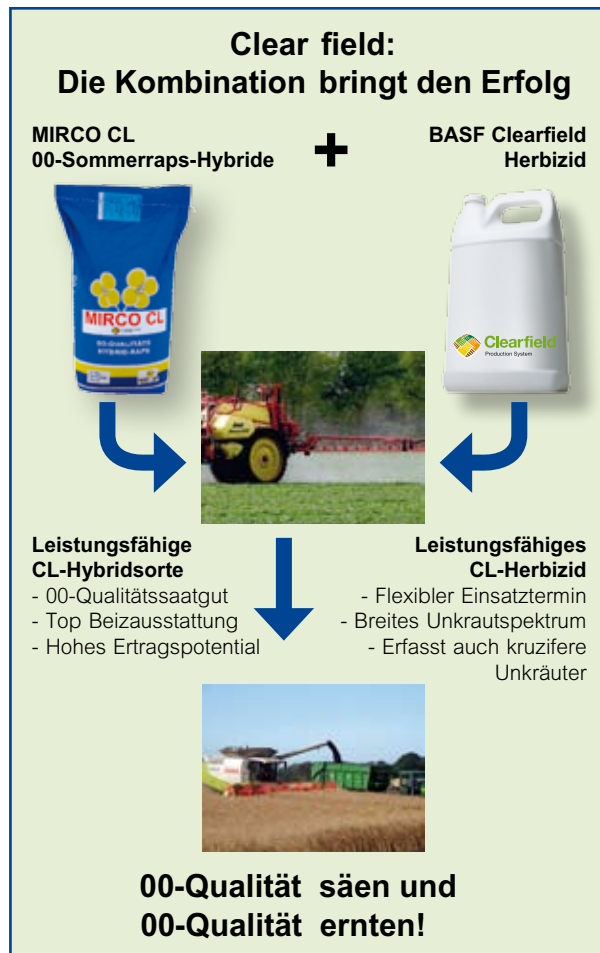 Clear field:
Die Kombination bringt den Erfolg
MIRCO CL
00-Sommerraps-Hybride
+
BASF Clearfield
Herbizid
MIRCO CL
00-QUALITÄTS
HYBRID-RAPS
Clearfield
Production System
Leistungsfähige
CL-Hybridsorte
- 00-Qualitätssaatgut
- Top Beizausstattung
- Hohes Ertragspotential
Leistungsfähiges
CL-Herbizid
- Flexibler Einsatztermin
- Breites Unkrautspektrum
- Erfasst auch kruzifere
Unkräuter
00-Qualität säen und
00-Qualität ernten!